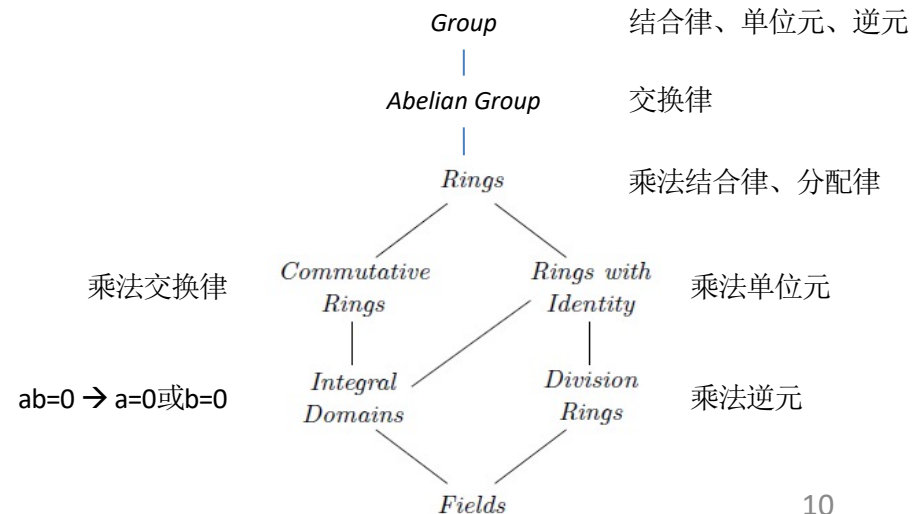 Group 结合律、单位元、逆元
Abelian Group 交换律
Rings 乘法结合律、分配律
乘法交换律 Commutative Rings Rings with Identity 乘法单位元
ab=0 → a=0或b=0 Integral Domains Division Rings 乘法逆元
Fields
10